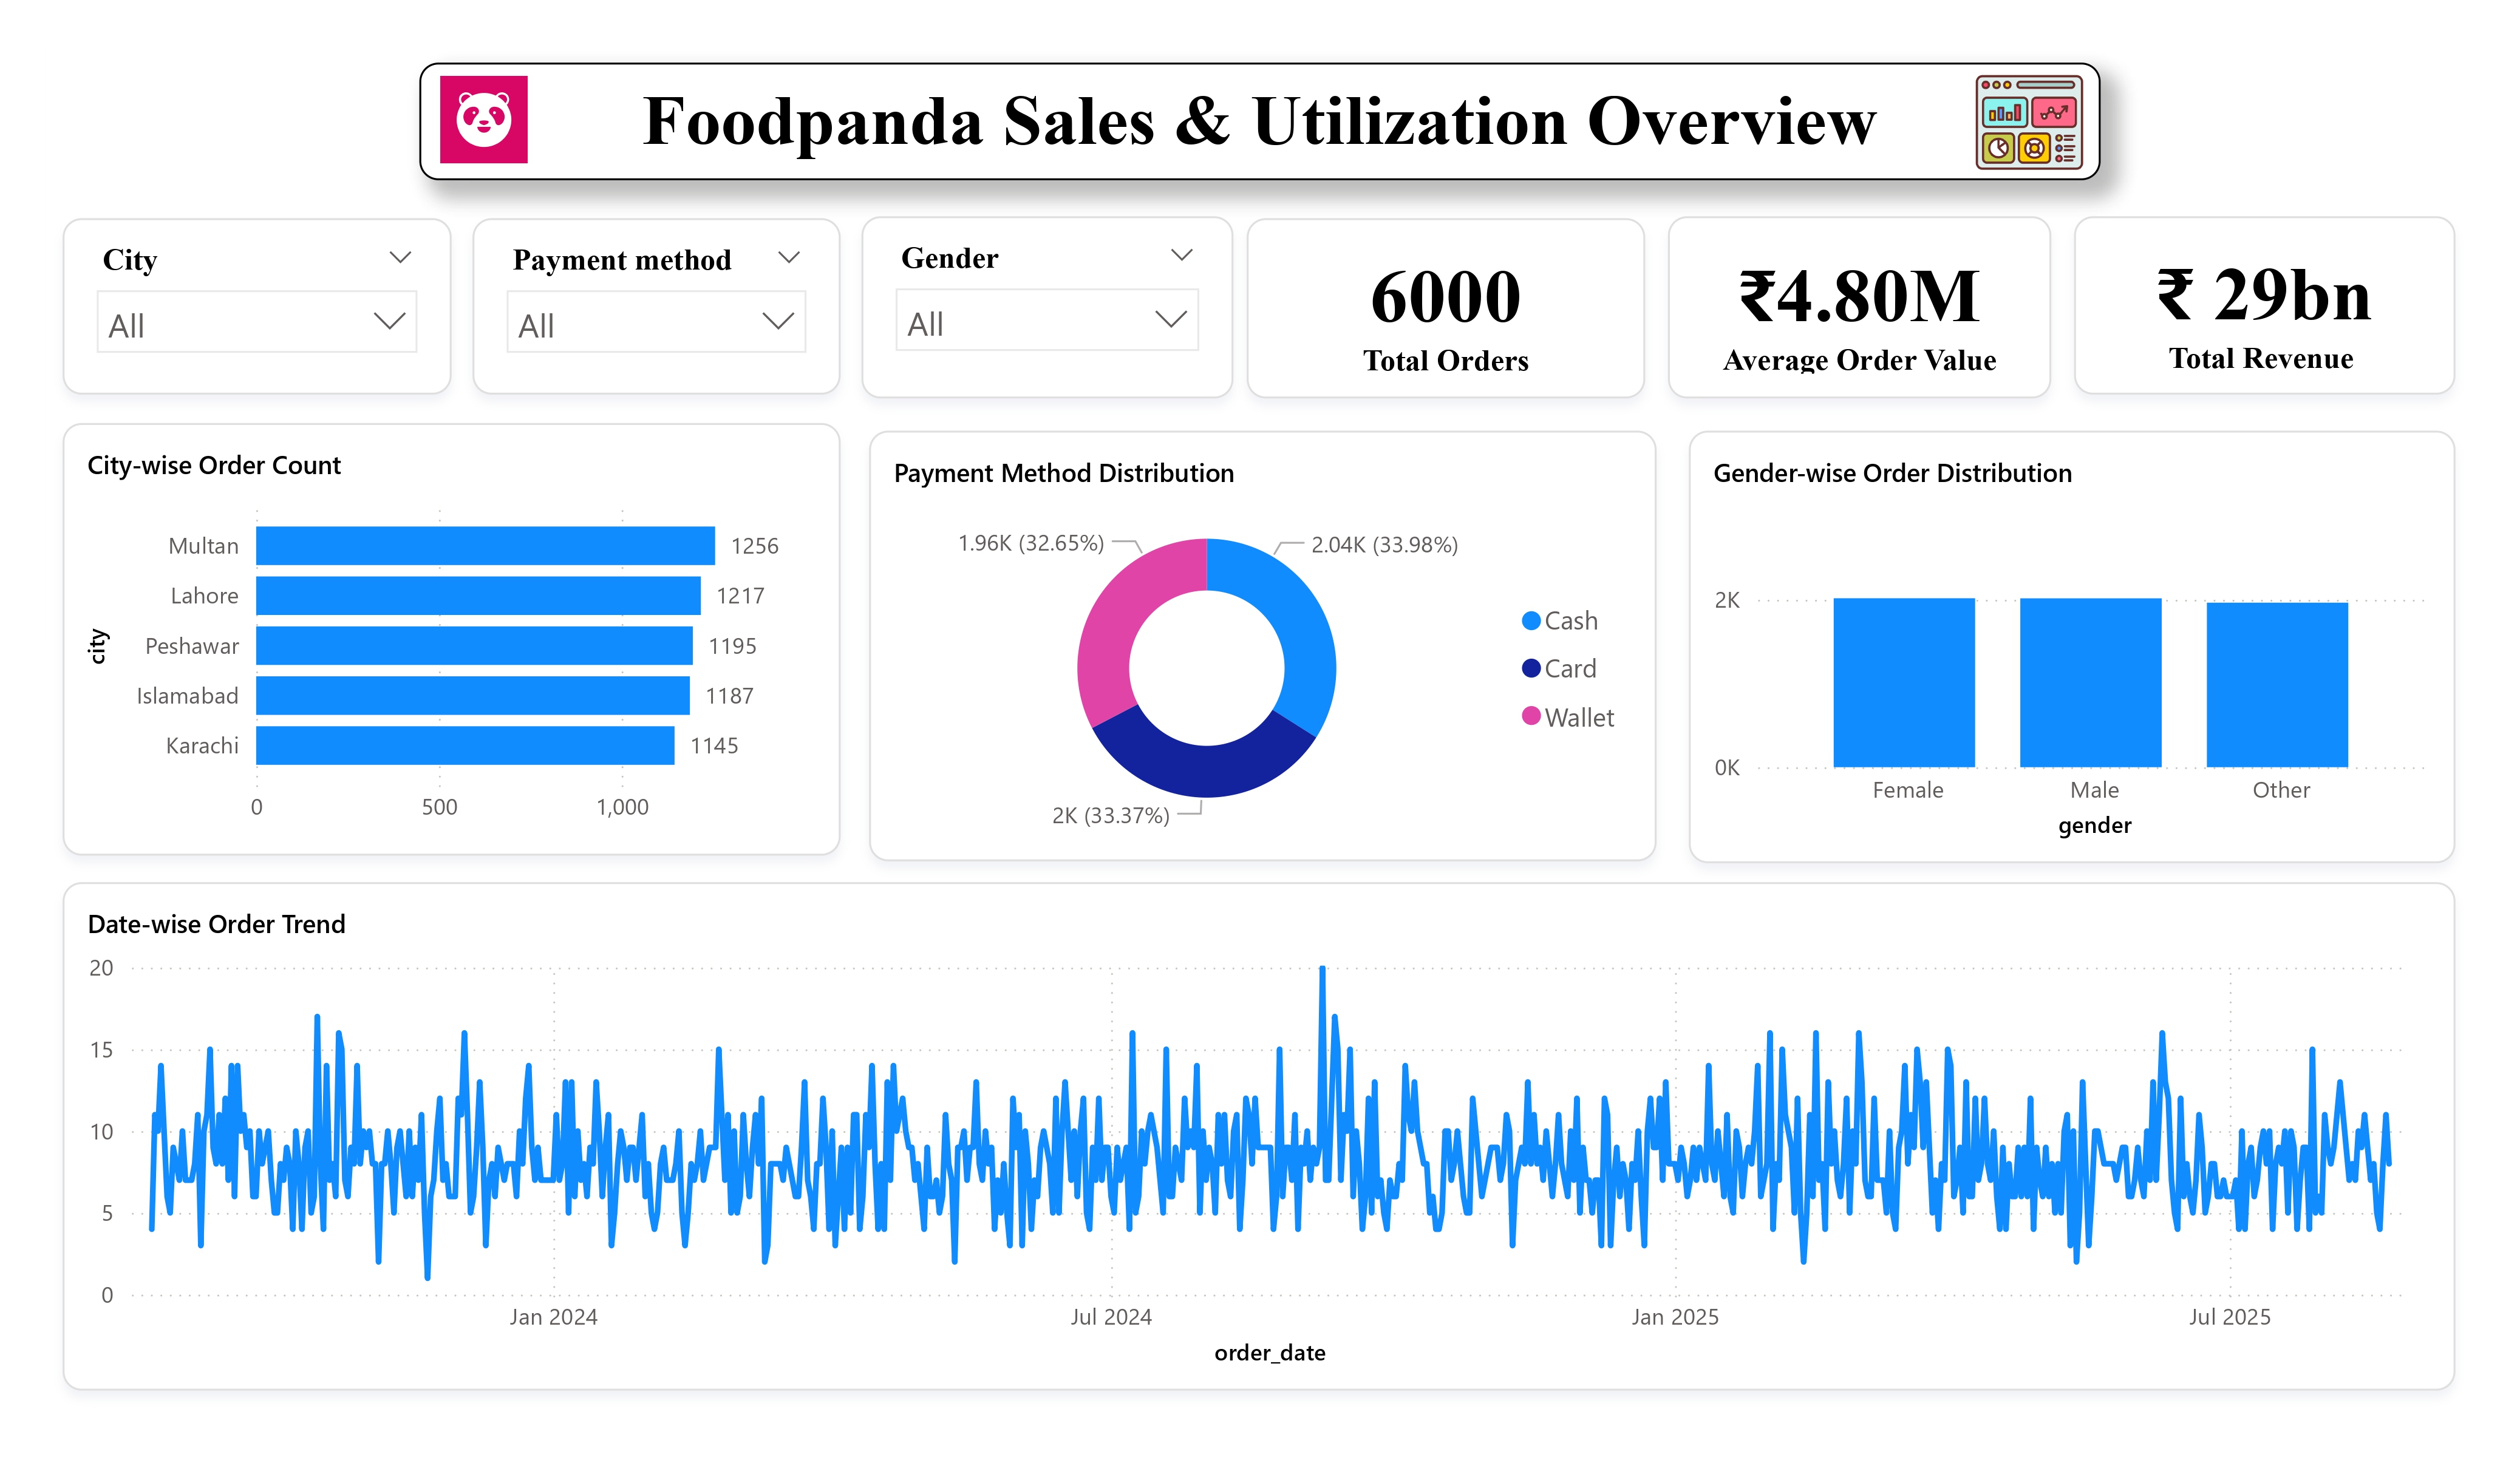 Foodpanda Sales & Utilization Overview
City
All
Payment method
All
Gender
All
6000
Total Orders
₹4.80M
Average Order Value
₹ 29bn
Total Revenue
City-wise Order Count
city
Multan 1256
Lahore 1217
Peshawar 1195
Islamabad 1187
Karachi 1145
0 500 1,000
Payment Method Distribution
1.96K (32.65%)
2.04K (33.98%)
2K (33.37%)
Cash
Card
Wallet
Gender-wise Order Distribution
2K
0K
Female Male Other
gender
Date-wise Order Trend
20
15
10
5
0
Jan 2024 Jul 2024 Jan 2025 Jul 2025
order_date